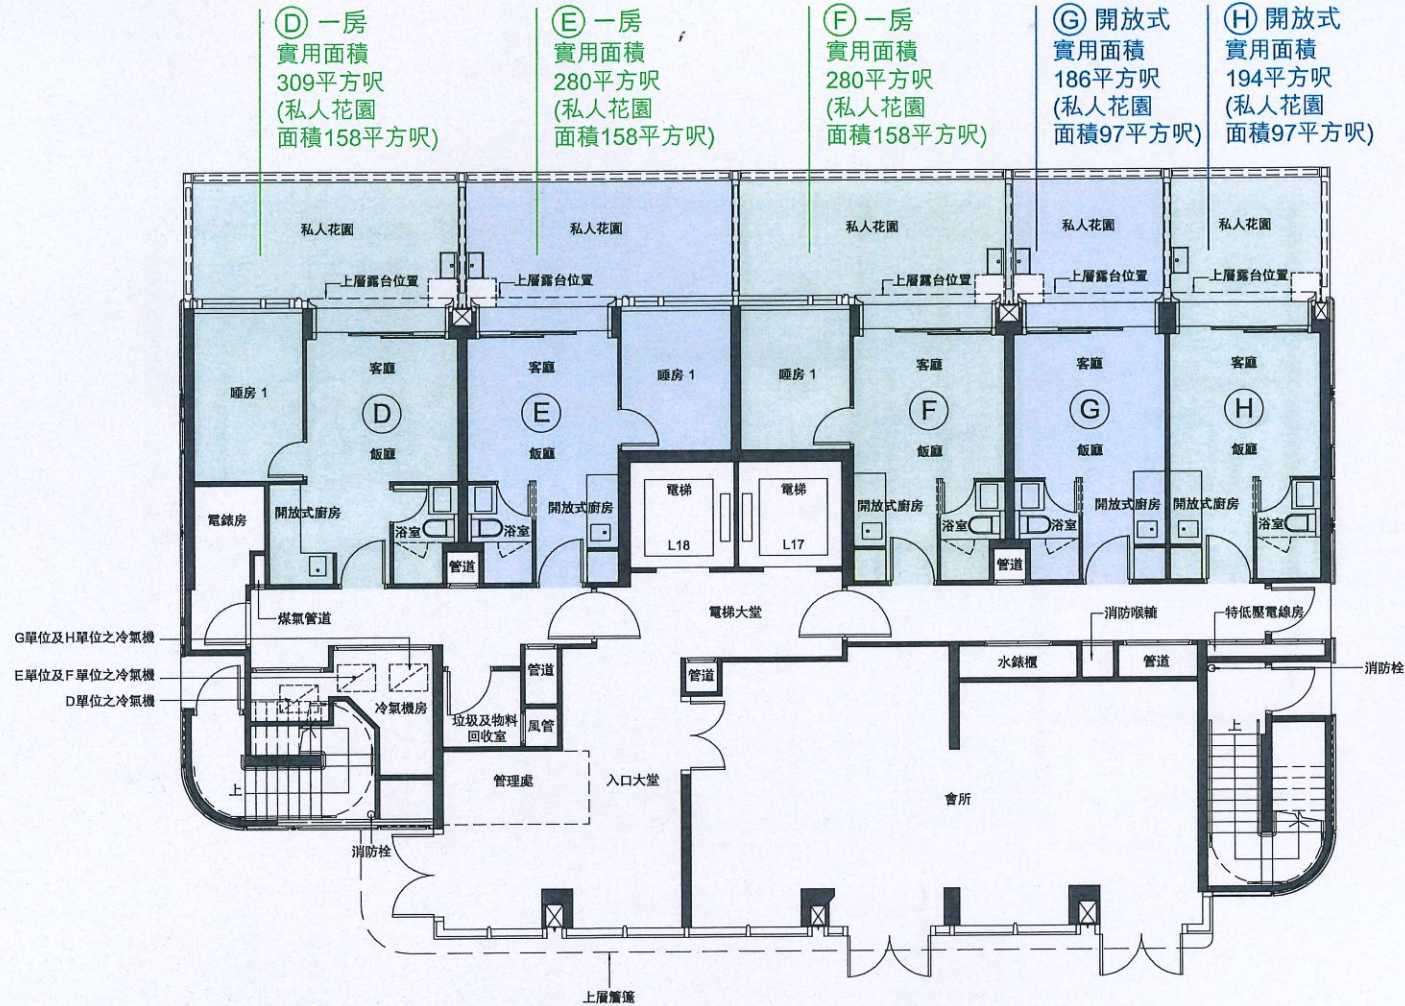 D 一房
實用面積
309平方呎
(私人花園
面積158平方呎)
E 一房
實用面積
280平方呎
(私人花園
面積158平方呎)
F 一房
實用面積
280平方呎
(私人花園
面積158平方呎)
G 開放式
實用面積
186平方呎
(私人花園
面積97平方呎)
H 開放式
實用面積
194平方呎
(私人花園
面積97平方呎)
私人花園
私人花園
私人花園
私人花園
私人花園
上層露台位置
上層露台位置
上層露台位置
上層露台位置
上層露台位置
睡房 1
客廳
D
飯廳
客廳
E
飯廳
睡房 1
睡房 1
客廳
F
飯廳
客廳
G
飯廳
客廳
H
飯廳
電錶房
開放式廚房
浴室
浴室
開放式廚房
電梯
L18
電梯
L17
開放式廚房
浴室
浴室
開放式廚房
開放式廚房
浴室
管道
管道
煤氣管道
電梯大堂
消防喉轆
特低壓電線房
G單位及H單位之冷氣機
E單位及F單位之冷氣機
D單位之冷氣機
冷氣機房
垃圾及物料
回收室
管道
風管
管道
水錶櫃
管道
消防栓
上
管理處
入口大堂
會所
上
消防栓
上層簷篷